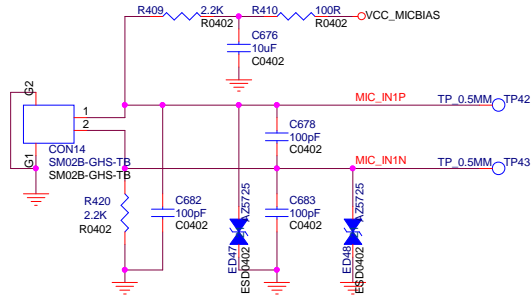 R409 2.2K R410 100R
R0402 R0402 VCC_MICBIAS
C676
10uF
C0402
G2
1 MIC_IN1P TP_0.5MM TP42
2
C678
100pF
C0402
G1
CON14
SM02B-GHS-TB
SM02B-GHS-TB
MIC_IN1N TP_0.5MM TP43
R420
2.2K
R0402
C682
100pF
C0402
AZ5725
ED47
ESD0402
C683
100pF
C0402
AZ5725
ED48
ESD0402